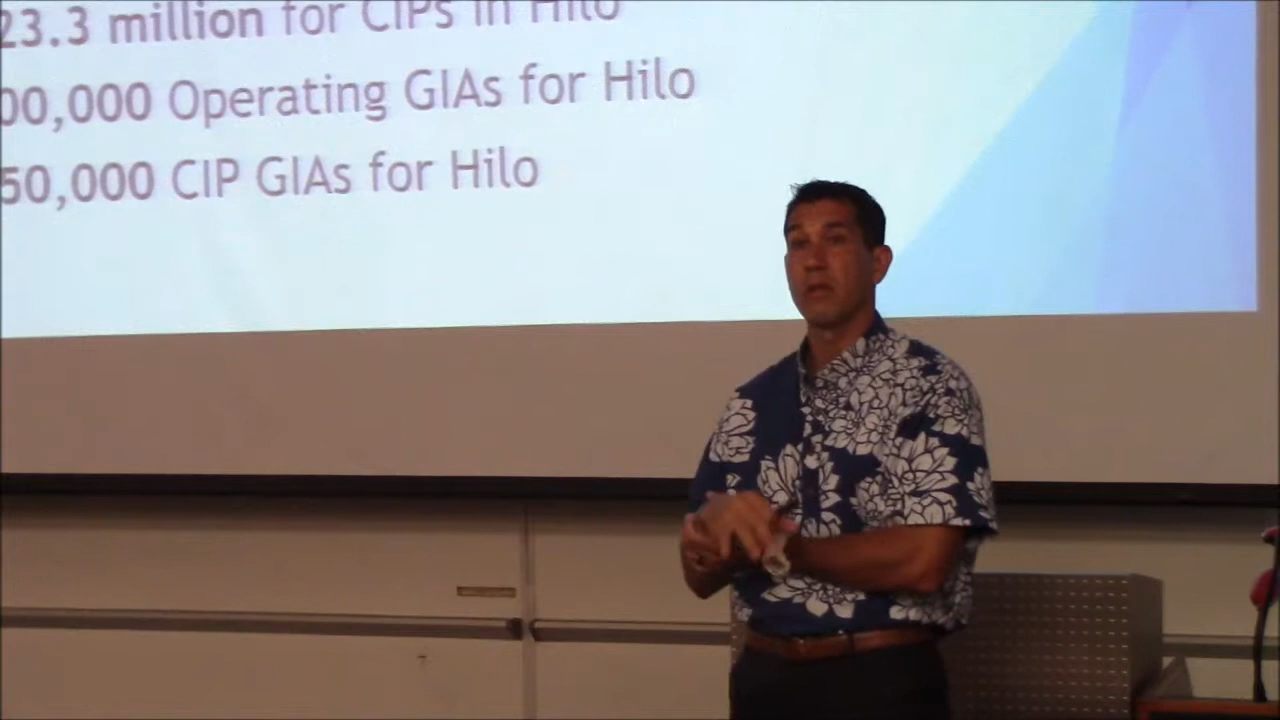 23.3 million for CIPs in Hilo
00,000 Operating GIAs for Hilo
50,000 CIP GIAs for Hilo